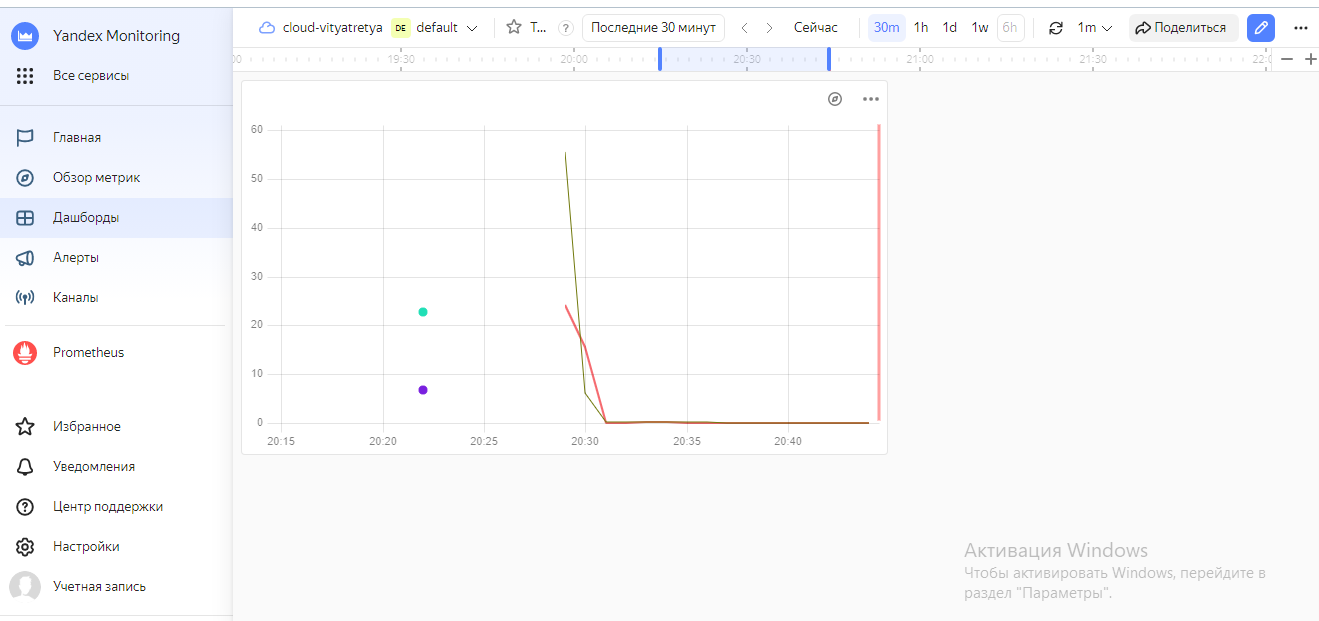 Yandex Monitoring
Все сервисы
Главная
Обзор метрик
Дашборды
Алерты
Каналы
Prometheus
Избранное
Уведомления
Центр поддержки
Настройки
Учетная запись
cloud-vityatretya DE default T... ? Последние 30 минут Сейчас 30m 1h 1d 1w 6h 1m Поделиться
00 19:30 20:00 20:30 21:00 21:30 22:0
60
50
40
30
20
10
0
20:15 20:20 20:25 20:30 20:35 20:40
Активация Windows
Чтобы активировать Windows, перейдите в
раздел "Параметры".